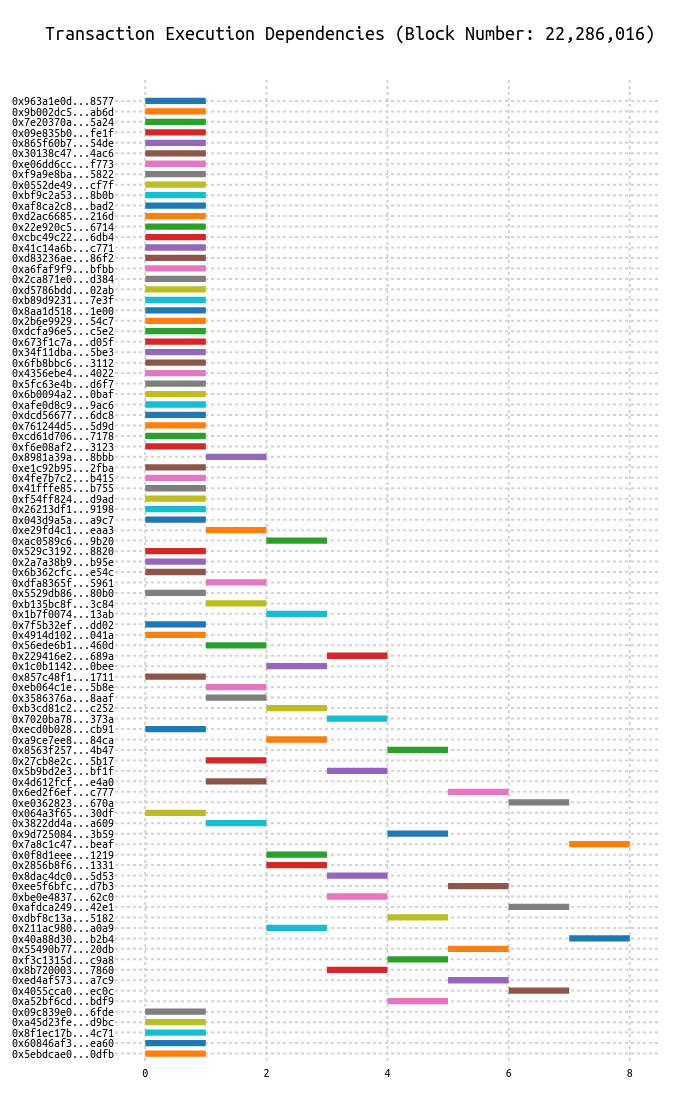 Transaction Execution Dependencies (Block Number: 22,286,016)
0x963a1e0d...8577
0x9b002dc5...ab6d
0x7e20370a...5a24
0x09e835b0...fe1f
0x865f60b7...54de
0x30138c47...4ac6
0xe06dd6cc...f773
0xf9a9e8ba...5822
0x0552de49...cf7f
0xbf9c2a53...8b0b
0xaf8ca2c8...bad2
0xd2ac6685...216d
0x22e920c5...6714
0xcbc49c22...6db4
0x41c14a6b...c771
0xd83236ae...86f2
0xa6faf9f9...bfbb
0x2ca871e0...d384
0xd5786bdd...02ab
0xb89d9231...7e3f
0x8aa1d518...1e00
0x2b6e9929...54c7
0xdcfa96e5...c5e2
0x673f1c7a...d05f
0x34f11dba...5be3
0x6fb8bbc6...3112
0x4356ebe4...4022
0x5fc63e4b...d6f7
0x6b0094a2...0baf
0xafe0d8c9...9ac6
0xdcd56677...6dc8
0x761244d5...5d9d
0xcd61d706...7178
0xf6e08af2...3123
0x8981a39a...8bbb
0xe1c92b95...2fba
0x4fe7b7c2...b415
0x41fffe85...b755
0xf54ff824...d9ad
0x26213df1...9198
0x043d9a5a...a9c7
0xe29fd4c1...eaa3
0xac0589c6...9b20
0x529c3192...8820
0x2a7a38b9...b95e
0x6b362cfc...e54c
0xdfa8365f...5961
0x5529db86...80b0
0xb135bc8f...3c84
0x1b7f0074...13ab
0x7f5b32ef...dd02
0x4914d102...041a
0x56ede6b1...460d
0x229416e2...689a
0x1c0b1142...0bee
0x857c48f1...1711
0xeb064c1e...5b8e
0x3586376a...8aaf
0xb3cd81c2...c252
0x7020ba78...373a
0xecd0b028...cb91
0xa9ce7ee8...84ca
0x8563f257...4b47
0x27cb8e2c...5b17
0x5b9bd2e3...bf1f
0x4d612fcf...e4a0
0x6ed2f6ef...c777
0xe0362823...670a
0x064a3f65...30df
0x3822dd4a...a609
0x9d725084...3b59
0x7a8c1c47...beaf
0x0f8d1eee...1219
0x2856b8f6...1331
0x8dac4dc0...5d53
0xee5f6bfc...d7b3
0xbe0e4837...62c0
0xafdca249...42e1
0xdbf8c13a...5182
0x211ac980...a0a9
0x40a88d30...b2b4
0x55490b77...20db
0xf3c1315d...c9a8
0x8b720003...7860
0xed4af573...a7c9
0x4055cca0...ec0c
0xa52bf6cd...bdf9
0x09c839e0...6fde
0xa45d23fe...d9bc
0x8f1ec17b...4c71
0x60846af3...ea60
0x5ebdcae0...0dfb
0 2 4 6 8